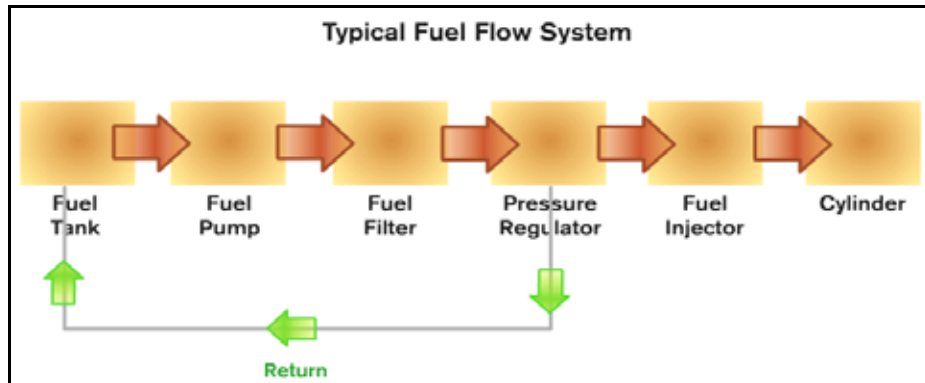 Typical Fuel Flow System
Fuel
Tank
Fuel
Pump
Fuel
Filter
Pressure
Regulator
Fuel
Injector
Cylinder
Return